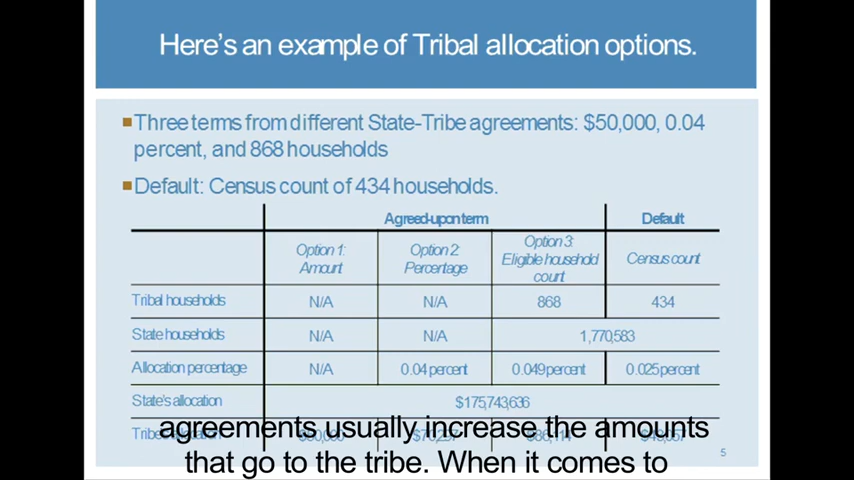 Here's an example of Tribal allocation options.
Three terms from different State-Tribe agreements: $50,000, 0.04
percent, and 868 households
Default: Census count of 434 households.
Agreed-upon term Default
Option 1: Amount Option 2: Percentage Option 3: Eligible household count Census count
Tribal households N/A N/A 868 434
State households N/A N/A 1,770,583
Allocation percentage N/A 0.04 percent 0.049 percent 0.025 percent
State's allocation $175,743,636
agreements usually increase the amounts
that go to the tribe. When it comes to
5